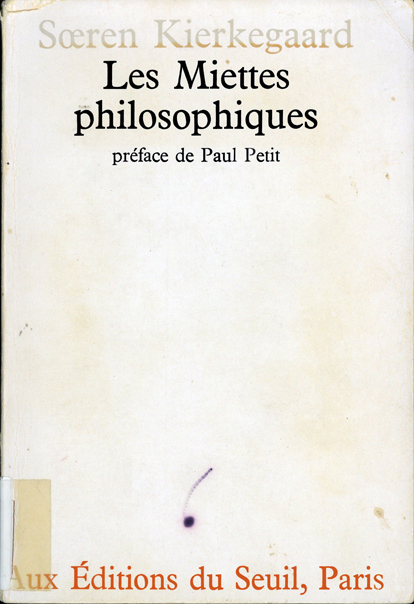 Sœren Kierkegaard
Les Miettes
philosophiques
préface de Paul Petit
Aux Éditions du Seuil, Paris